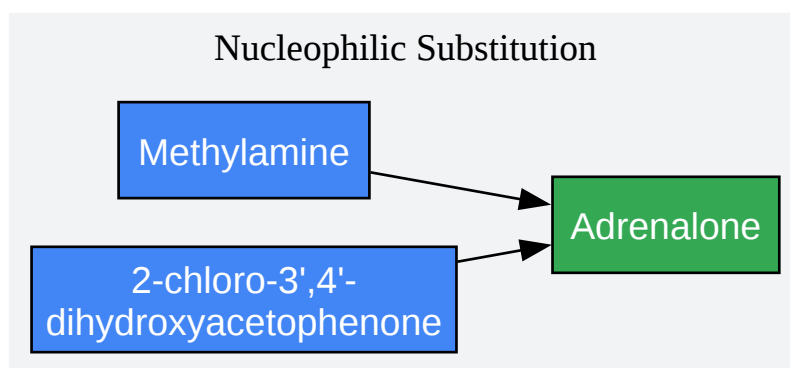 Nucleophilic Substitution
Methylamine
Adrenalone
2-chloro-3',4'-
dihydroxyacetophenone